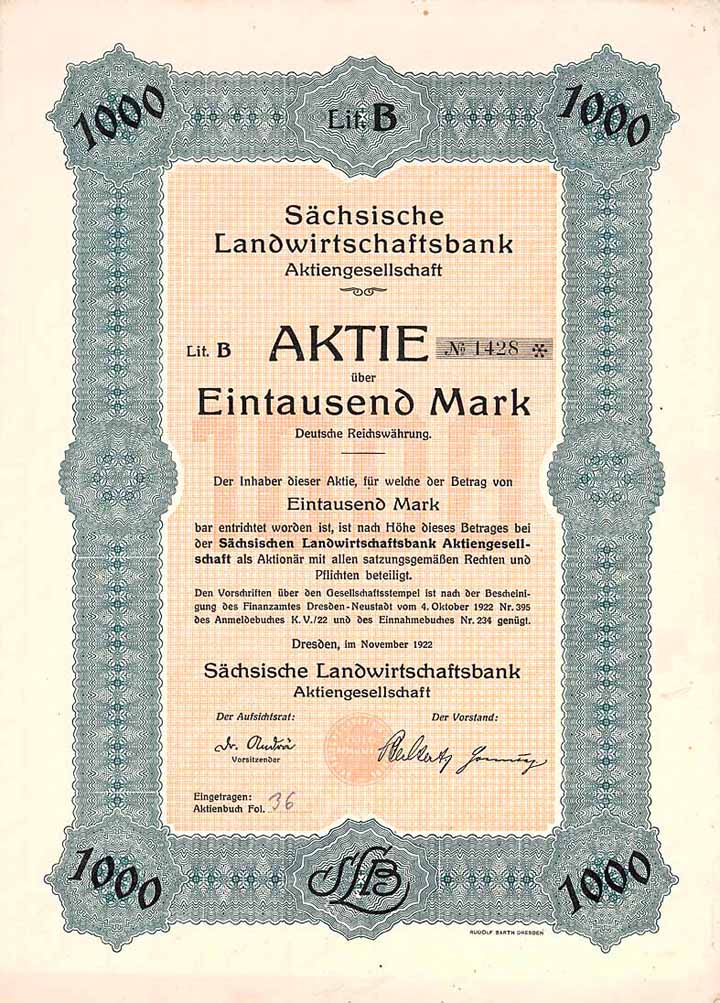 1000
Lit. B
1000
Sächsische
Landwirtschaftsbank
Aktiengesellschaft
Lit. B AKTIE № 1428 ✻
über
Eintausend Mark
Deutsche Reichswährung.
1000
Der Inhaber dieser Aktie, für welche der Betrag von
Eintausend Mark
bar entrichtet worden ist, ist nach Höhe dieses Betrages bei
der Sächsischen Landwirtschaftsbank Aktiengesell-
schaft als Aktionär mit allen satzungsgemäßen Rechten und
Pflichten beteiligt.
Den Vorschriften über den Gesellschaftsstempel ist nach der Bescheini-
gung des Finanzamtes Dresden-Neustadt vom 4. Oktober 1922 Nr. 395
des Anmeldebuches K. V./22 und des Einnahmebuches Nr. 234 genügt.
Dresden, im November 1922
Sächsische Landwirtschaftsbank
Aktiengesellschaft
Der Aufsichtsrat: Der Vorstand:
Dr. Andrä
Vorsitzender
Eingetragen:
Aktienbuch Fol. 36
1000
SLB
1000
RUDOLF BARTH DRESDEN